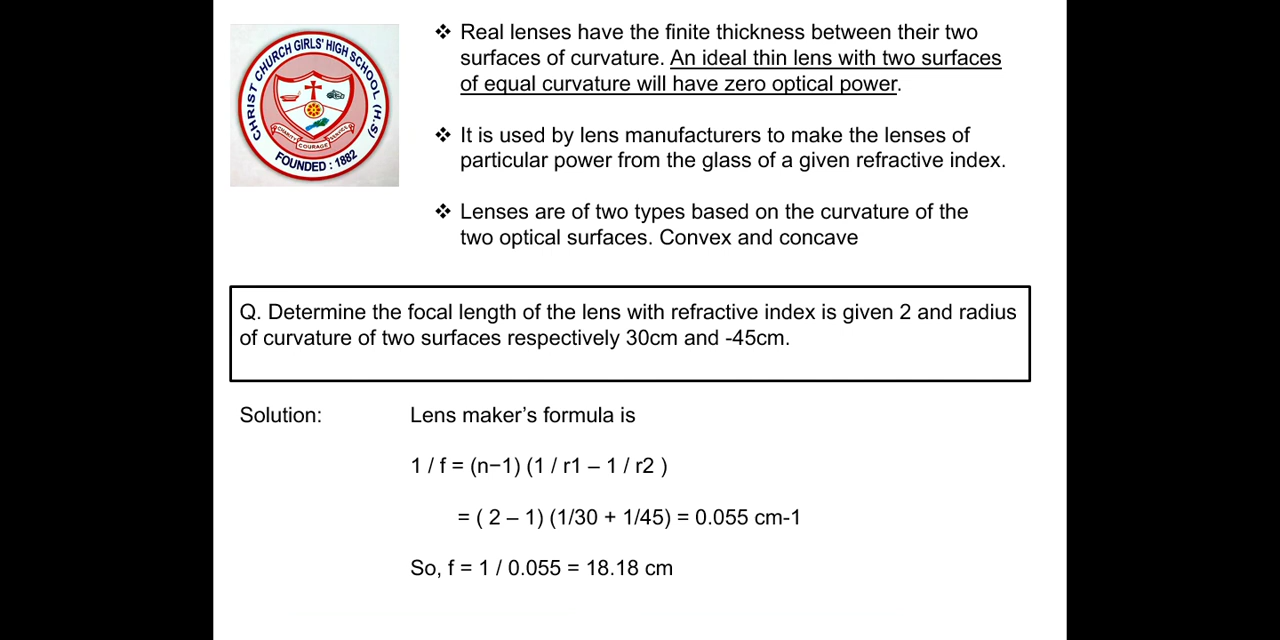 CHRIST CHURCH GIRLS' HIGH SCHOOL (H.S)
CHARITY
COURAGE
SERVICE
FOUNDED : 1882
❖ Real lenses have the finite thickness between their two
surfaces of curvature. An ideal thin lens with two surfaces
of equal curvature will have zero optical power.
❖ It is used by lens manufacturers to make the lenses of
particular power from the glass of a given refractive index.
❖ Lenses are of two types based on the curvature of the
two optical surfaces. Convex and concave
Q. Determine the focal length of the lens with refractive index is given 2 and radius
of curvature of two surfaces respectively 30cm and -45cm.
Solution: Lens maker’s formula is
1 / f = (n−1) (1 / r1 – 1 / r2 )
= ( 2 – 1) (1/30 + 1/45) = 0.055 cm-1
So, f = 1 / 0.055 = 18.18 cm